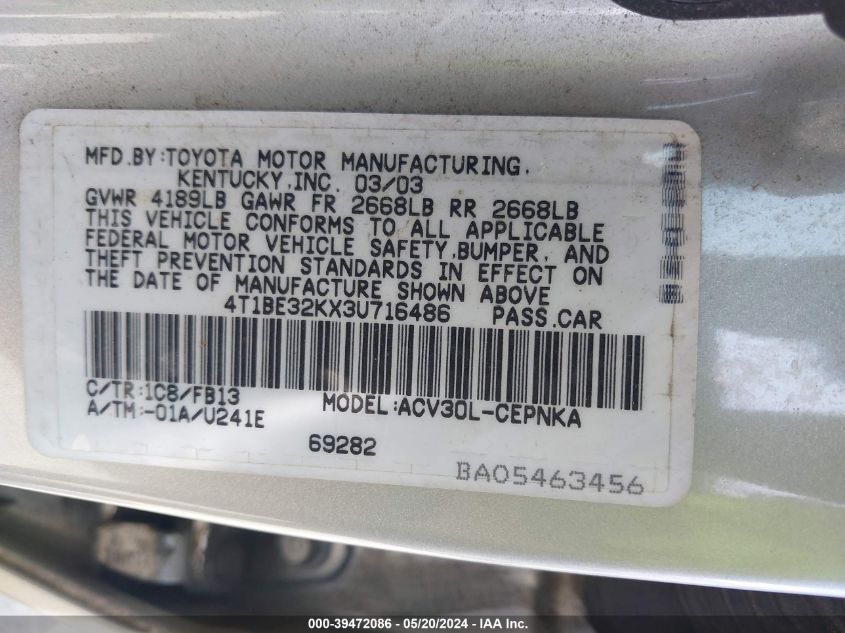 MFD.BY:TOYOTA MOTOR MANUFACTURING,
KENTUCKY,INC. 03/03
GVWR 4189LB GAWR FR 2668LB RR 2668LB
THIS VEHICLE CONFORMS TO ALL APPLICABLE
FEDERAL MOTOR VEHICLE SAFETY,BUMPER, AND
THEFT PREVENTION STANDARDS IN EFFECT ON
THE DATE OF MANUFACTURE SHOWN ABOVE
4T1BE32KX3U716486 PASS.CAR
C/TR:1C8/FB13
A/TM:-01A/U241E MODEL:ACV30L-CEPNKA
69282
BA05463456
000-39472086 - 05/20/2024 - IAAI, Inc.